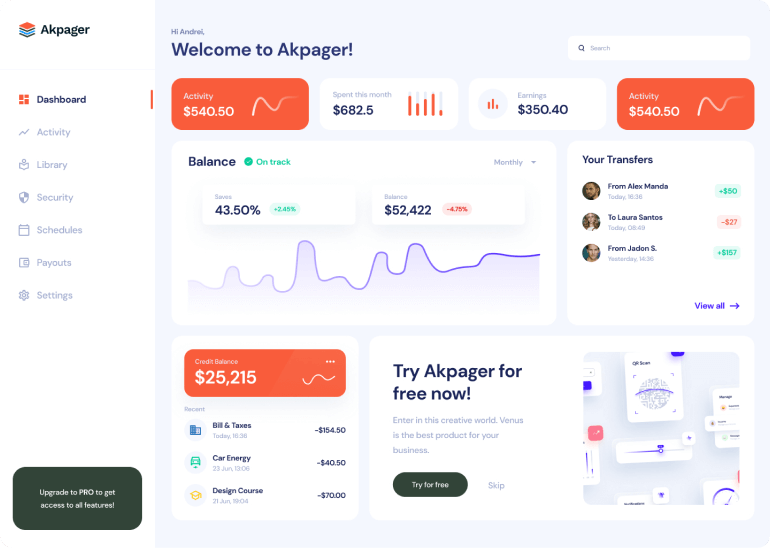 Akpager
Dashboard
Activity
Library
Security
Schedules
Payouts
Settings
Upgrade to PRO to get
access to all features!
Hi Andrei,
Welcome to Akpager!
Search
Activity
$540.50
Spent this month
$682.5
Earnings
$350.40
Activity
$540.50
Balance
On track
Monthly
Saves
43.50%
+2.45%
Balance
$52,422
-4.75%
Your Transfers
From Alex Manda
Today, 16:36
+$50
To Laura Santos
Today, 08:49
-$27
From Jadon S.
Yesterday, 14:36
+$157
View all
Credit Balance
$25,215
Recent
Bill & Taxes
Today, 16:36
-$154.50
Car Energy
23 Jun, 13:06
-$40.50
Design Course
21 Jun, 19:04
-$70.00
Try Akpager for
free now!
Enter in this creative world. Venus
is the best product for your
business.
Try for free
Skip
QR Scan